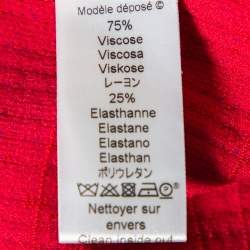 Modèle déposé ©
75%
Viscose
Viscosa
Viskose
レーヨン
25%
Elasthanne
Elastane
Elastano
Elasthan
ポリウレタン
Nettoyer sur
envers
Clean inside out